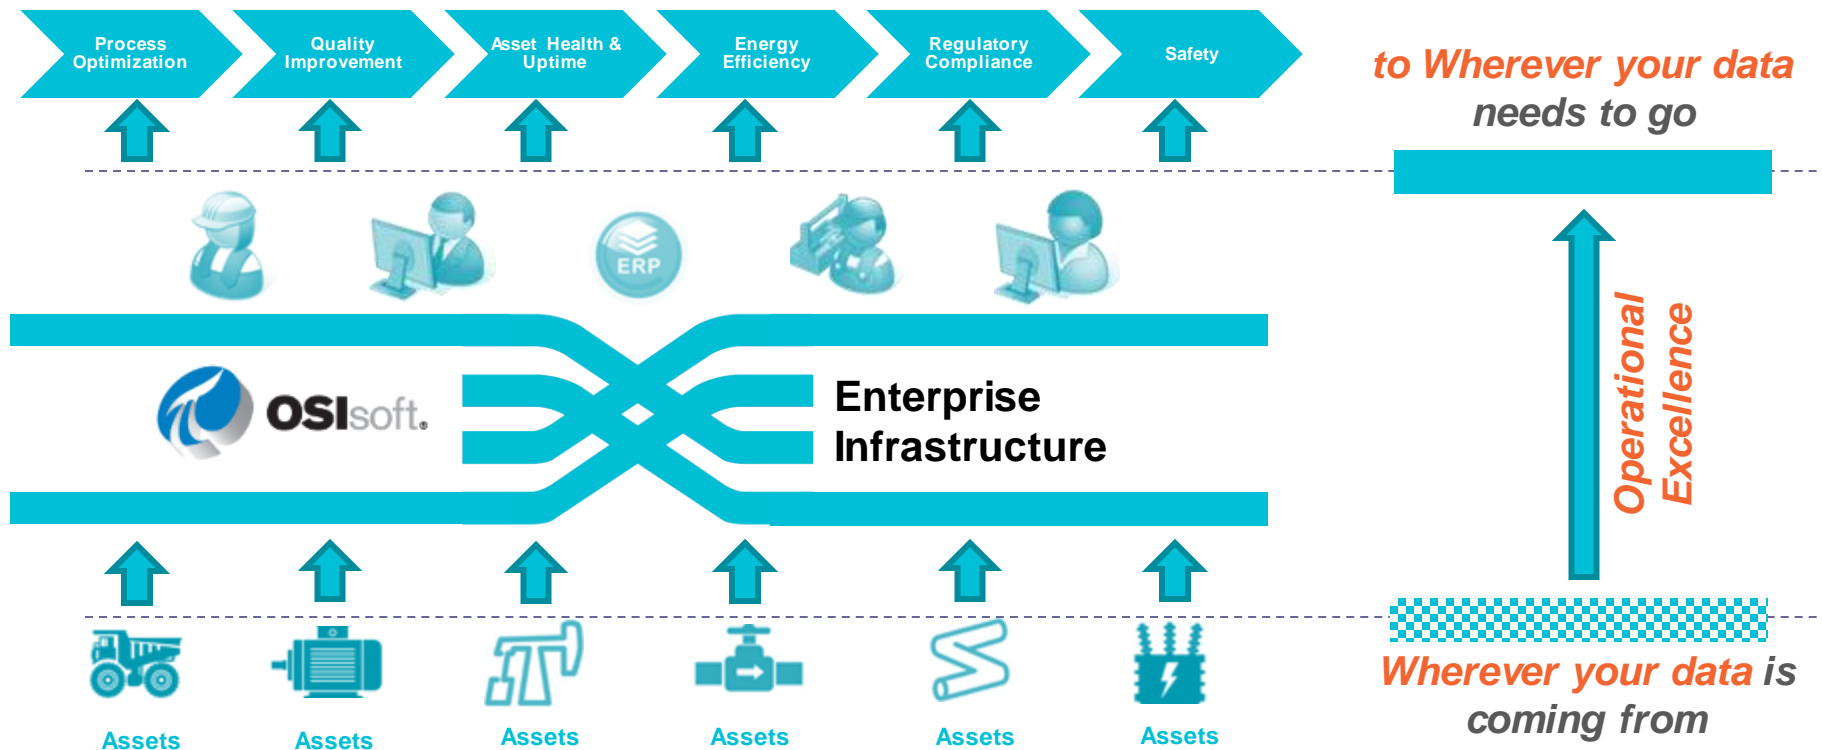 Process
Optimization
Quality
Improvement
Asset Health &
Uptime
Energy
Efficiency
Regulatory
Compliance
Safety
to Wherever your data
needs to go
ERP
OSIsoft®
Enterprise
Infrastructure
Operational
Excellence
Assets
Assets
Assets
Assets
Assets
Assets
Wherever your data is
coming from